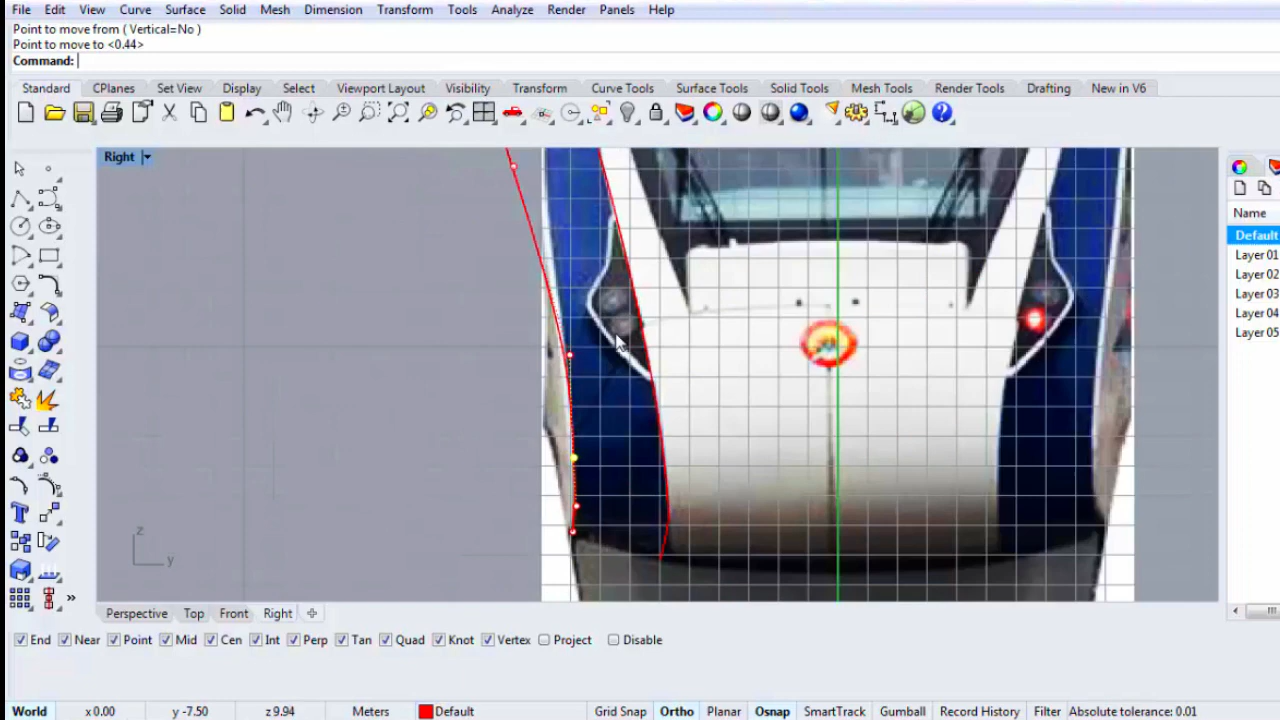 File Edit View Curve Surface Solid Mesh Dimension Transform Tools Analyze Render Panels Help
Point to move from ( Vertical=No )
Point to move to <0.44>
Command:
Standard CPlanes Set View Display Select Viewport Layout Visibility Transform Curve Tools Surface Tools Solid Tools Mesh Tools Render Tools Drafting New in V6
Right
Name
Default
Layer 01
Layer 02
Layer 03
Layer 04
Layer 05
z
y
Perspective Top Front Right
End Near Point Mid Cen Int Perp Tan Quad Knot Vertex Project Disable
World x 0.00 y -7.50 z 9.94 Meters Default Grid Snap Ortho Planar Osnap SmartTrack Gumball Record History Filter Absolute tolerance: 0.01